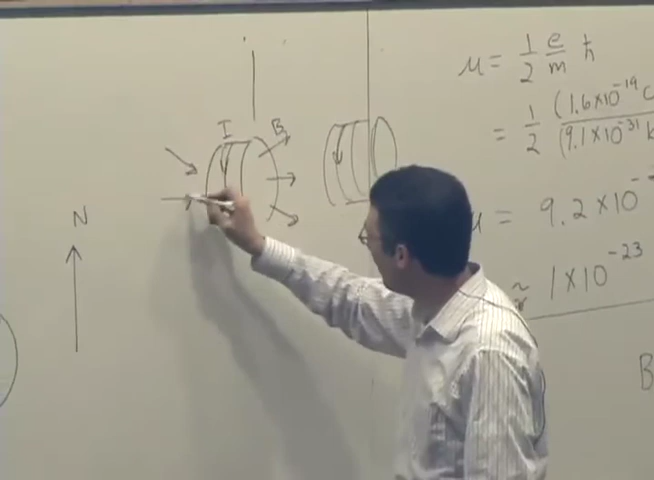 I
B
N
μ = 1/2 e/m ħ
= 1/2 (1.6×10⁻¹⁹ C
(9.1×10⁻³¹ k
= 9.2×10⁻
≈ 1×10⁻²³
B